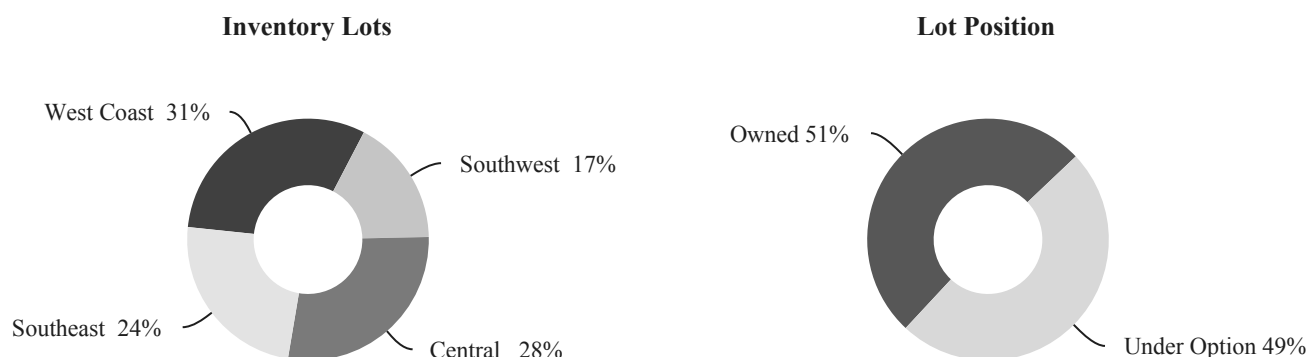 Inventory Lots
West Coast 31%
Southwest 17%
Southeast 24%
Central 28%
Lot Position
Owned 51%
Under Option 49%